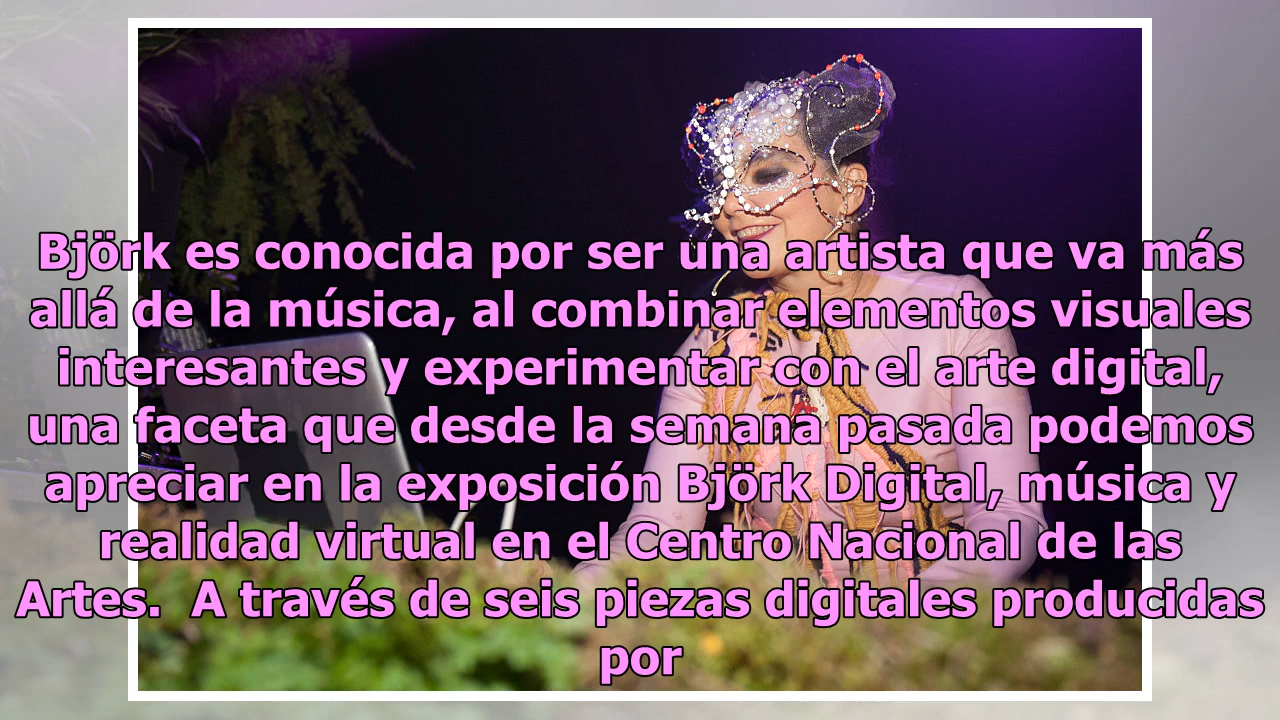 Björk es conocida por ser una artista que va más
allá de la música, al combinar elementos visuales
interesantes y experimentar con el arte digital,
una faceta que desde la semana pasada podemos
apreciar en la exposición Björk Digital, música y
realidad virtual en el Centro Nacional de las
Artes.  A través de seis piezas digitales producidas
por